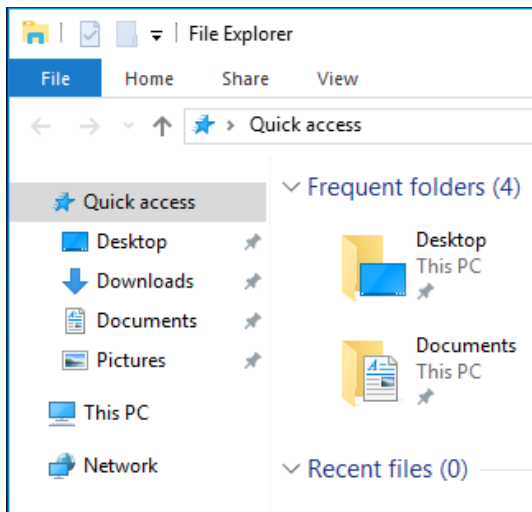 File Explorer
File Home Share View
Quick access
Quick access
Desktop
Downloads
Documents
Pictures
This PC
Network
Frequent folders (4)
Desktop
This PC
Documents
This PC
Recent files (0)